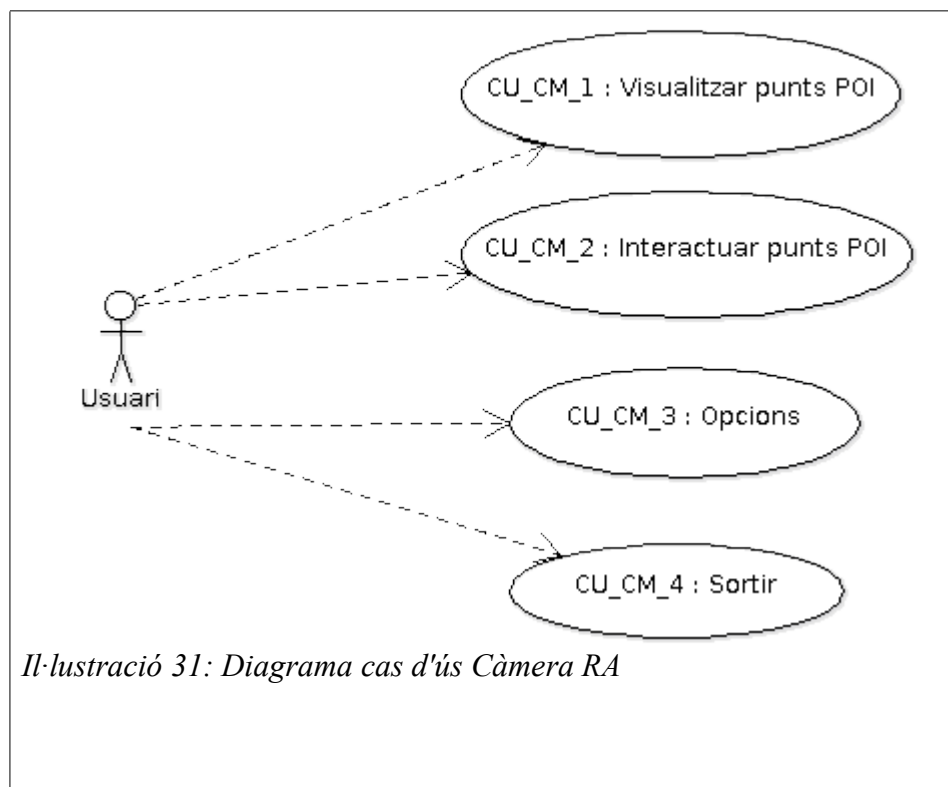 CU_CM_1 : Visualitzar punts POI
CU_CM_2 : Interactuar punts POI
Usuari
CU_CM_3 : Opcions
CU_CM_4 : Sortir
Il·lustració 31: Diagrama cas d'ús Càmera RA